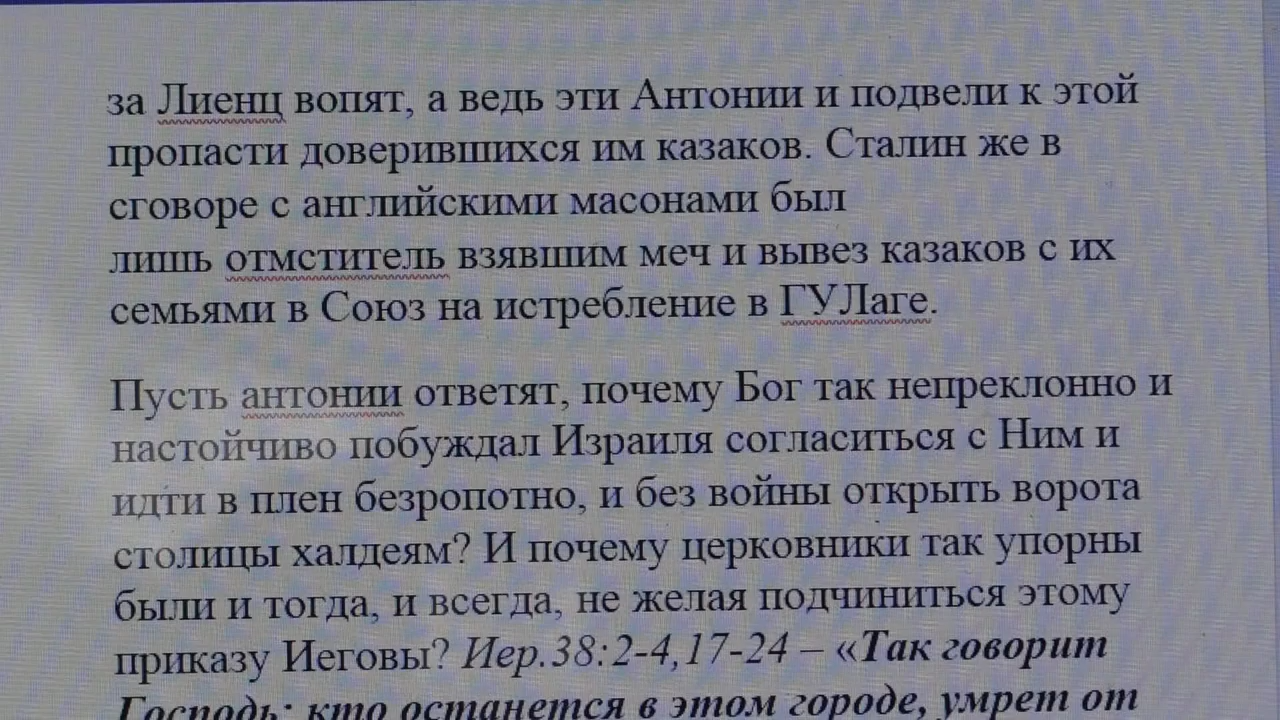 за Лиенц вопят, а ведь эти Антонии и подвели к этой
пропасти доверившихся им казаков. Сталин же в
сговоре с английскими масонами был
лишь отмститель взявшим меч и вывез казаков с их
семьями в Союз на истребление в ГУЛаге.
Пусть антонии ответят, почему Бог так непреклонно и
настойчиво побуждал Израиля согласиться с Ним и
идти в плен безропотно, и без войны открыть ворота
столицы халдеям? И почему церковники так упорны
были и тогда, и всегда, не желая подчиниться этому
приказу Иеговы? Иер.38:2-4,17-24 – «Так говорит
Господь: кто останется в этом городе, умрет от